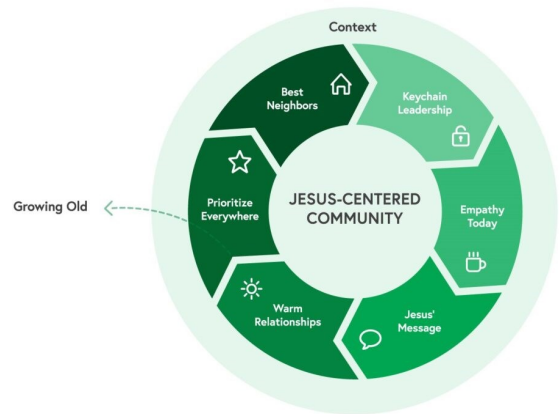 Context
Best
Neighbors
Keychain
Leadership
JESUS-CENTERED
COMMUNITY
Growing Old
Prioritize
Everywhere
Empathy
Today
Warm
Relationships
Jesus'
Message